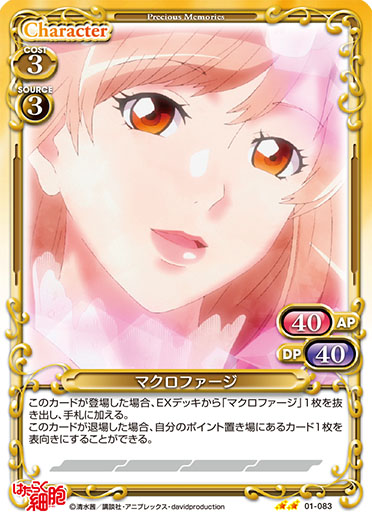 Precious Memories
Character
COST
3
SOURCE
3
40 AP
DP 40
マクロファージ
このカードが登場した場合、EXデッキから「マクロファージ」1枚を抜
き出し、手札に加える。
このカードが退場した場合、自分のポイント置き場にあるカード1枚を
表向きにすることができる。
はたらく
細胞
01-083
©清水茜／講談社・アニプレックス・davidproduction